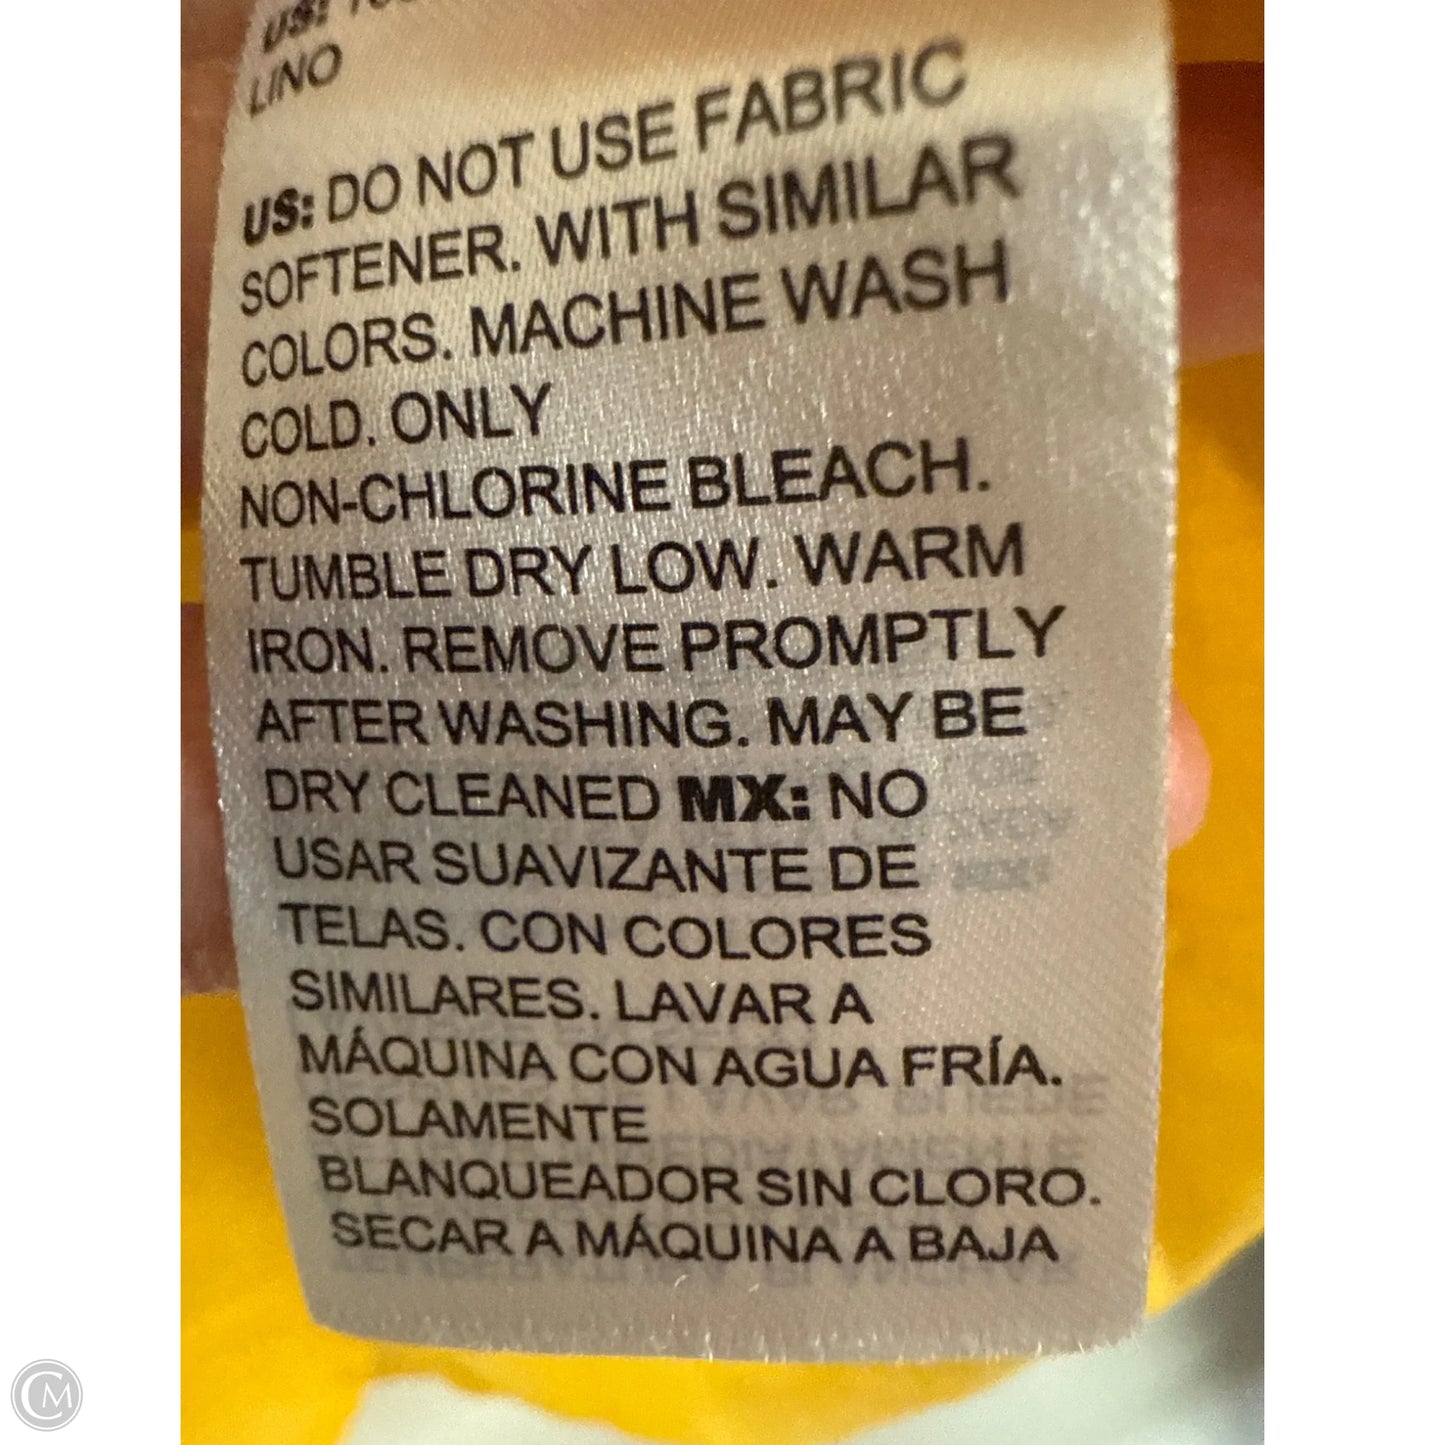 US:
LINO
US: DO NOT USE FABRIC
SOFTENER. WITH SIMILAR
COLORS. MACHINE WASH
COLD. ONLY
NON-CHLORINE BLEACH.
TUMBLE DRY LOW. WARM
IRON. REMOVE PROMPTLY
AFTER WASHING. MAY BE
DRY CLEANED MX: NO
USAR SUAVIZANTE DE
TELAS. CON COLORES
SIMILARES. LAVAR A
MÁQUINA CON AGUA FRÍA.
SOLAMENTE
BLANQUEADOR SIN CLORO.
SECAR A MÁQUINA A BAJA
CM